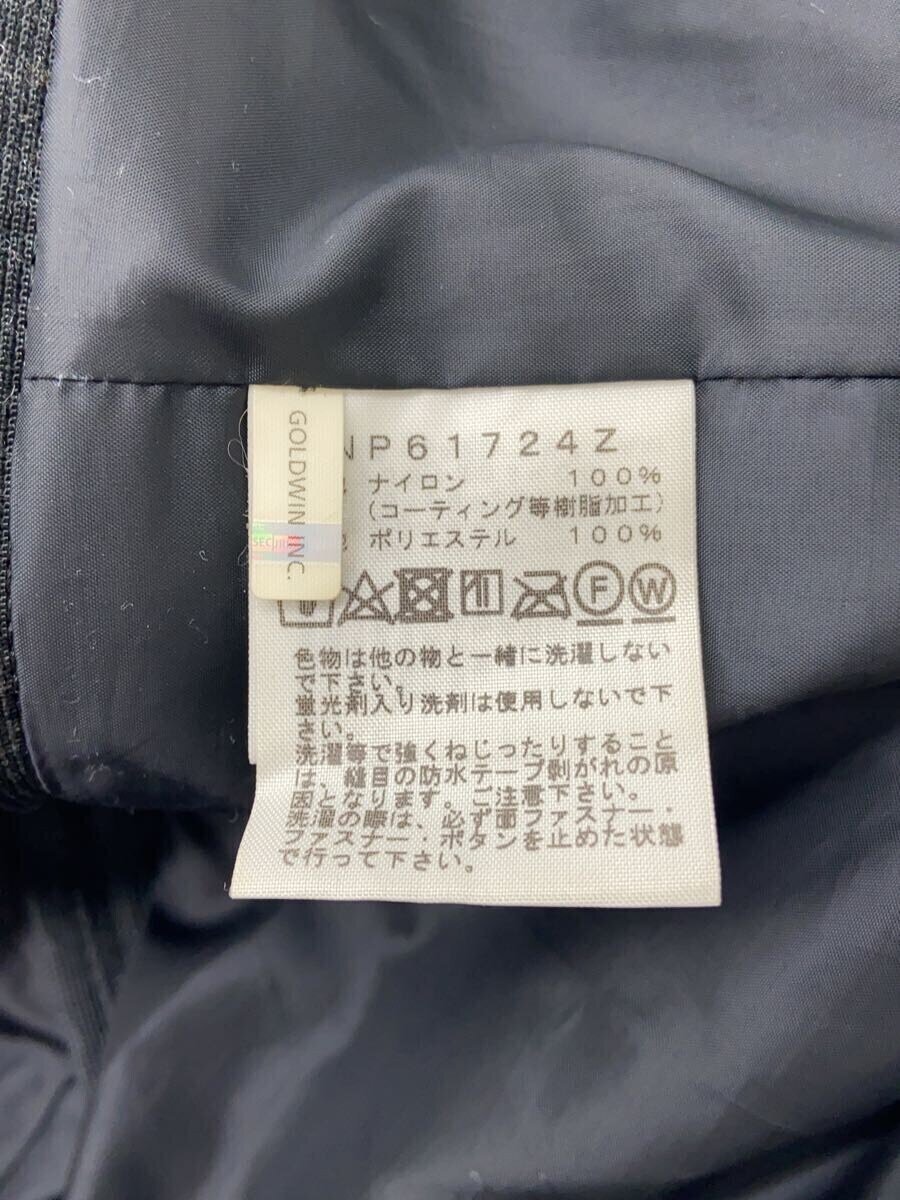 NP61724Z
ナイロン 100%
(コーティング等樹脂加工)
ポリエステル 100%
GOLDWIN INC.
F W
色物は他の物と一緒に洗濯しない
で下さい。
蛍光剤入り洗剤は使用しないで下
さい。
洗濯等で強くねじったりすること
は、縫目の防水テープ剥がれの原
因となります。ご注意下さい。
洗濯の際は、必ず面ファスナー・
ファスナー・ボタンを止めた状態
で行って下さい。